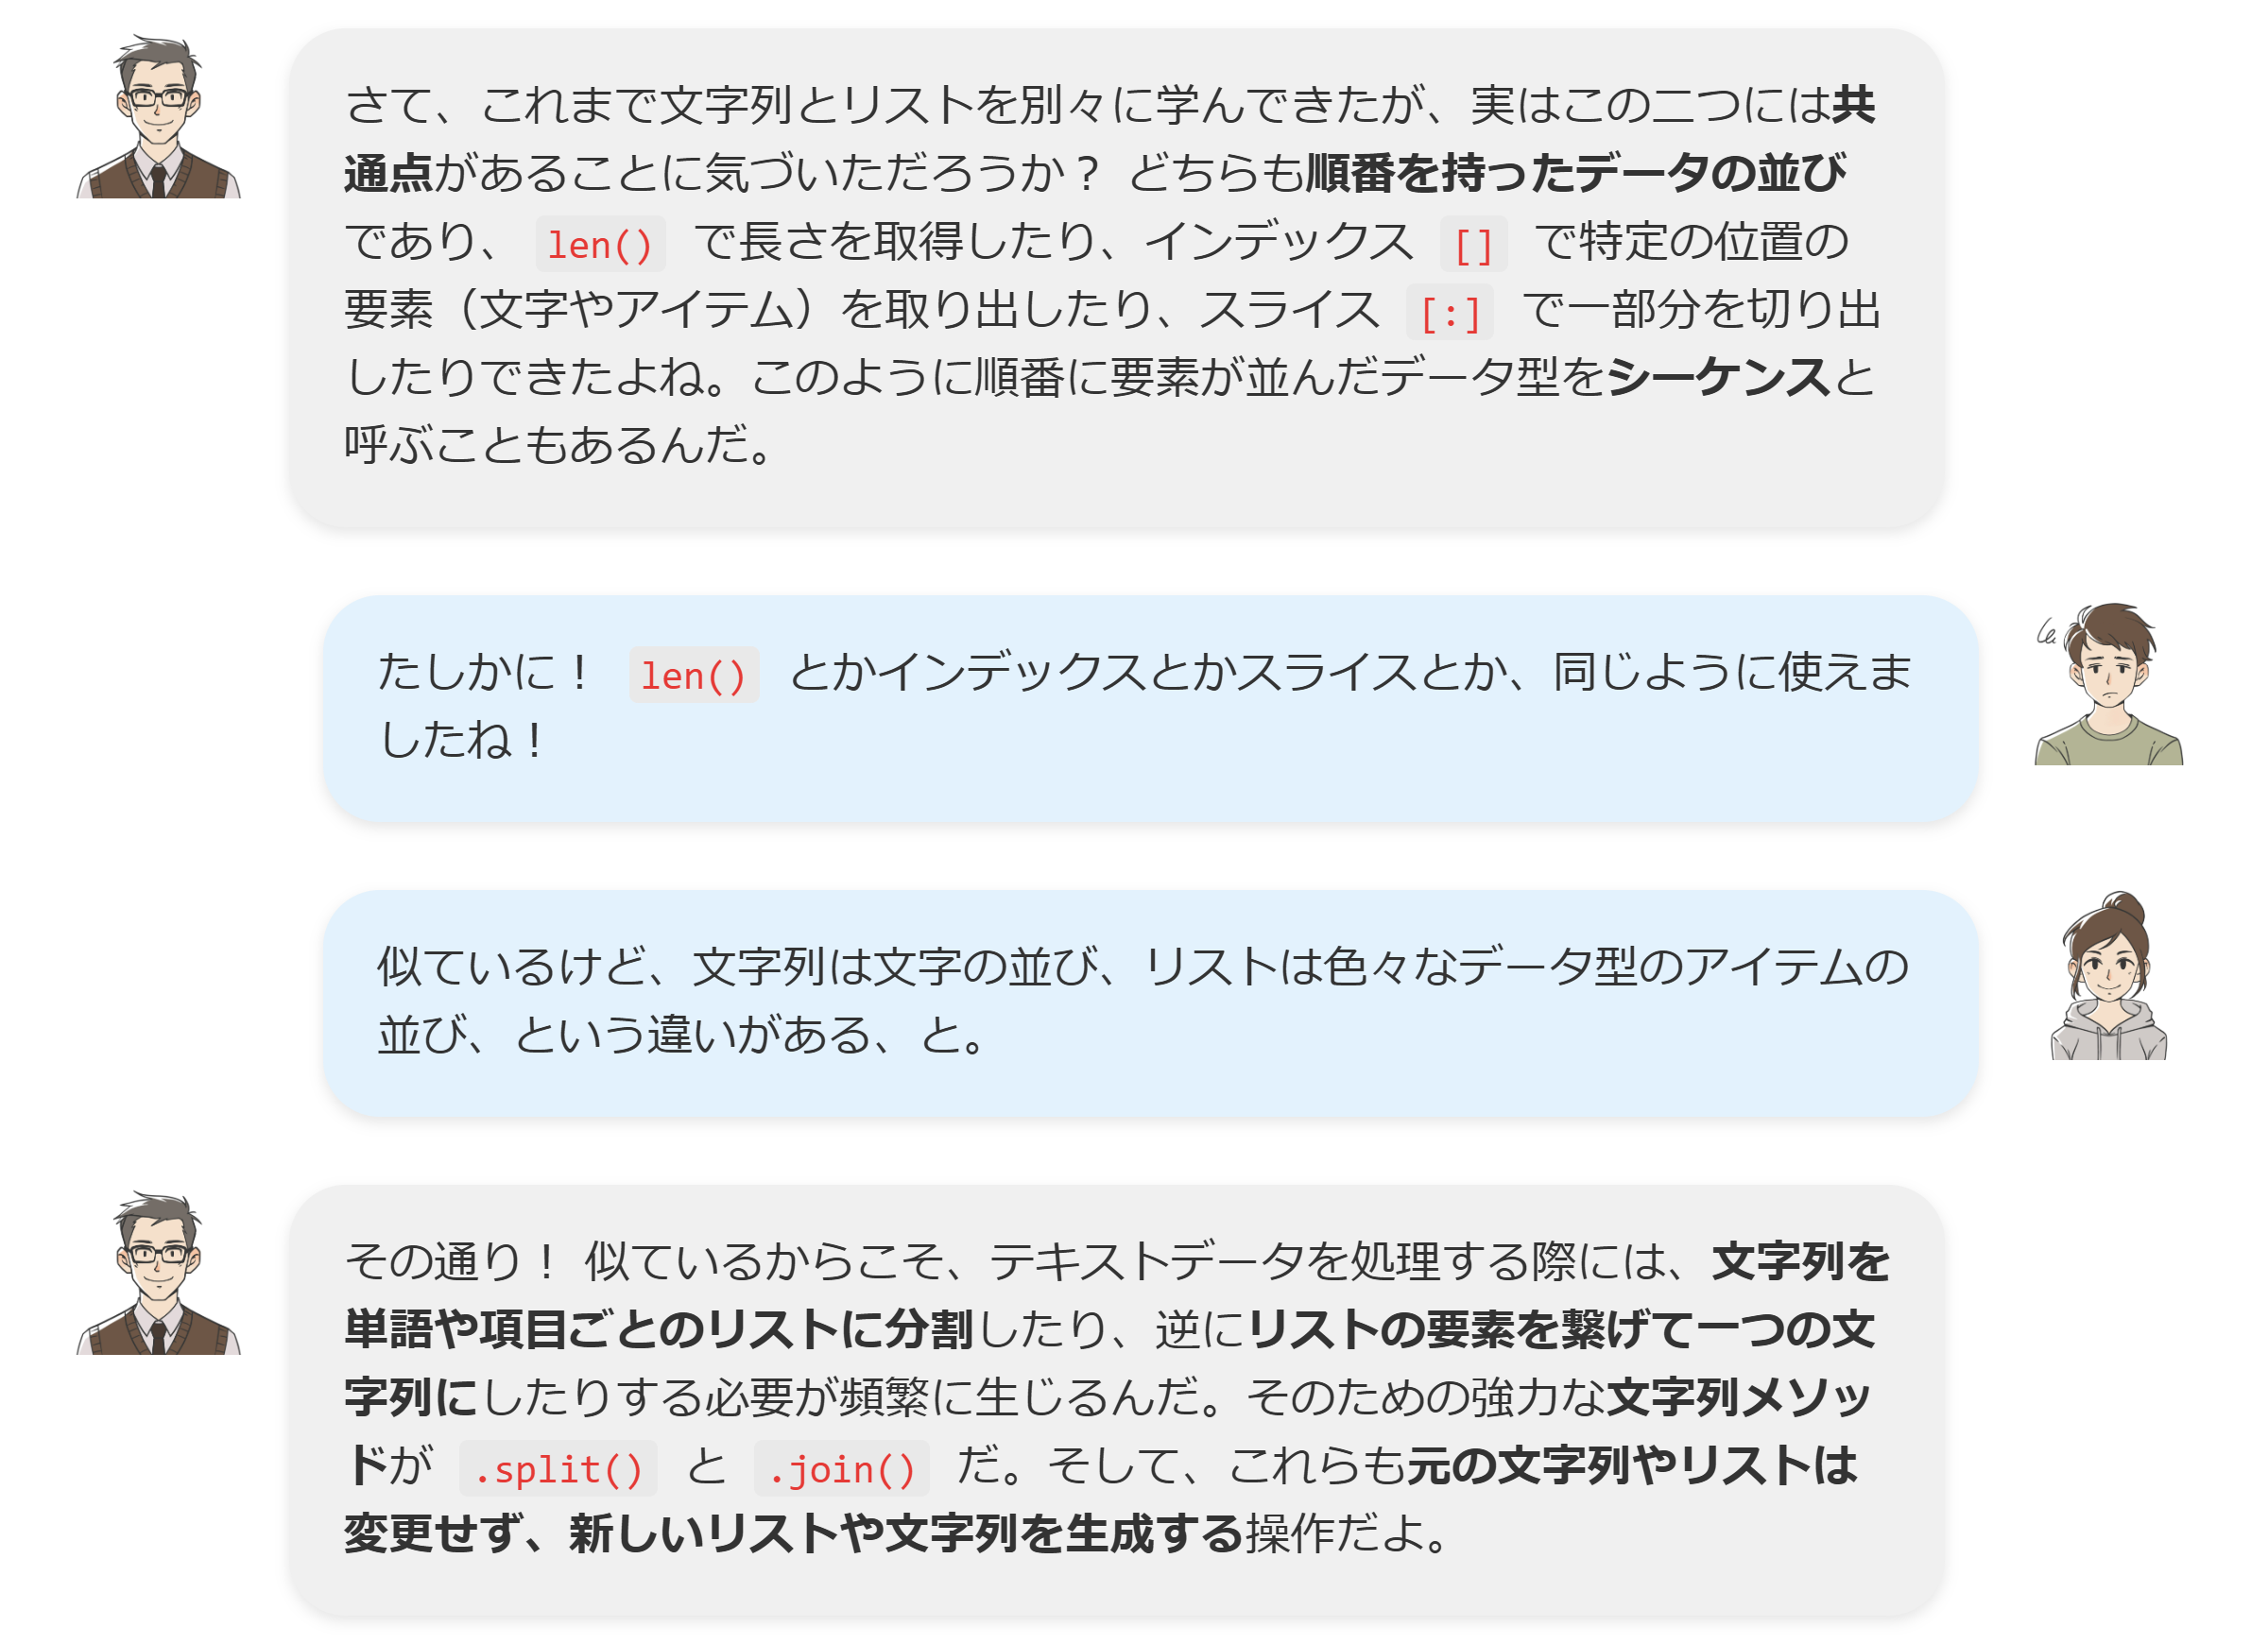 さて、これまで文字列とリストを別々に学んできたが、実はこの二つには共
通点があることに気づいただろうか？ どちらも順番を持ったデータの並び
であり、 len() で長さを取得したり、インデックス [] で特定の位置の
要素（文字やアイテム）を取り出したり、スライス [:] で一部分を切り出
したりできたよね。このように順番に要素が並んだデータ型をシーケンスと
呼ぶこともあるんだ。
たしかに！ len() とかインデックスとかスライスとか、同じように使えま
したね！
似ているけど、文字列は文字の並び、リストは色々なデータ型のアイテムの
並び、という違いがある、と。
その通り！ 似ているからこそ、テキストデータを処理する際には、文字列を
単語や項目ごとのリストに分割したり、逆にリストの要素を繋げて一つの文
字列にしたりする必要が頻繁に生じるんだ。そのための強力な文字列メソッ
ドが .split() と .join() だ。そして、これらも元の文字列やリストは
変更せず、新しいリストや文字列を生成する操作だよ。